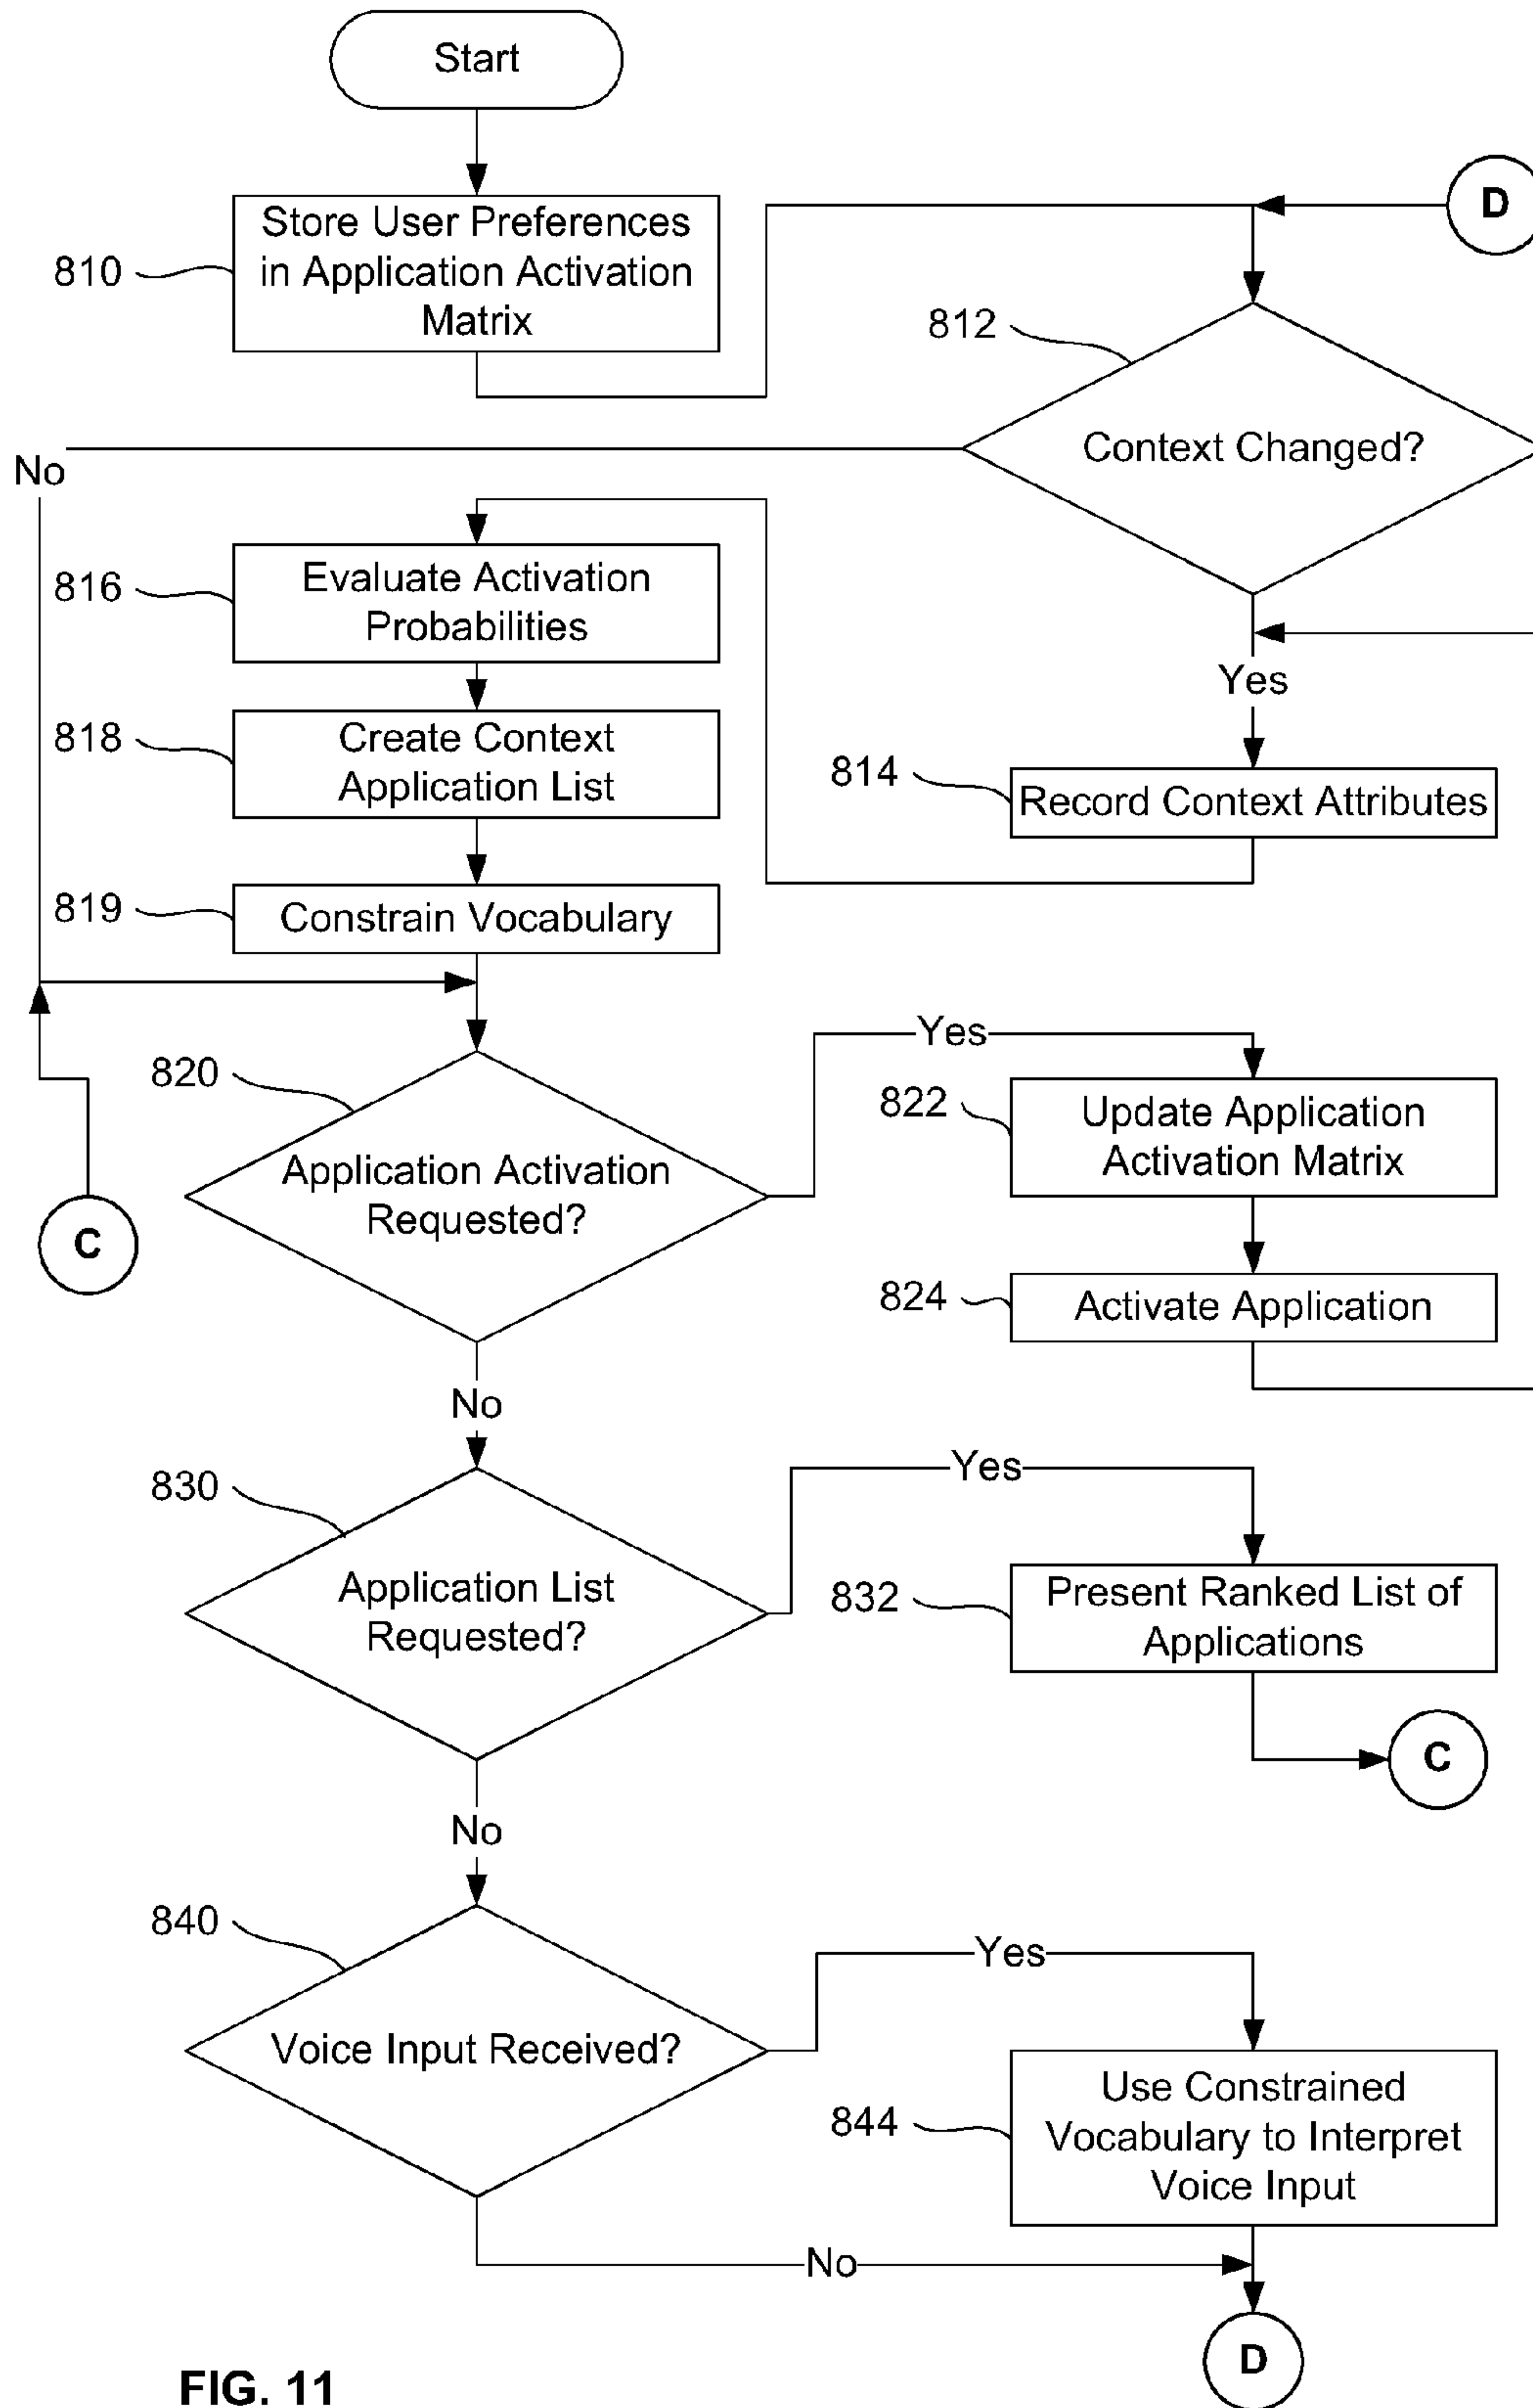 Start
D
Store User Preferences
in Application Activation
Matrix
810
812
Context Changed?
No
816
Evaluate Activation
Probabilities
Yes
818
Create Context
Application List
814
Record Context Attributes
819
Constrain Vocabulary
Yes
820
Application Activation
Requested?
822
Update Application
Activation Matrix
C
824
Activate Application
No
Yes
830
Application List
Requested?
832
Present Ranked List of
Applications
C
No
840
Yes
Voice Input Received?
844
Use Constrained
Vocabulary to Interpret
Voice Input
No
D
FIG. 11